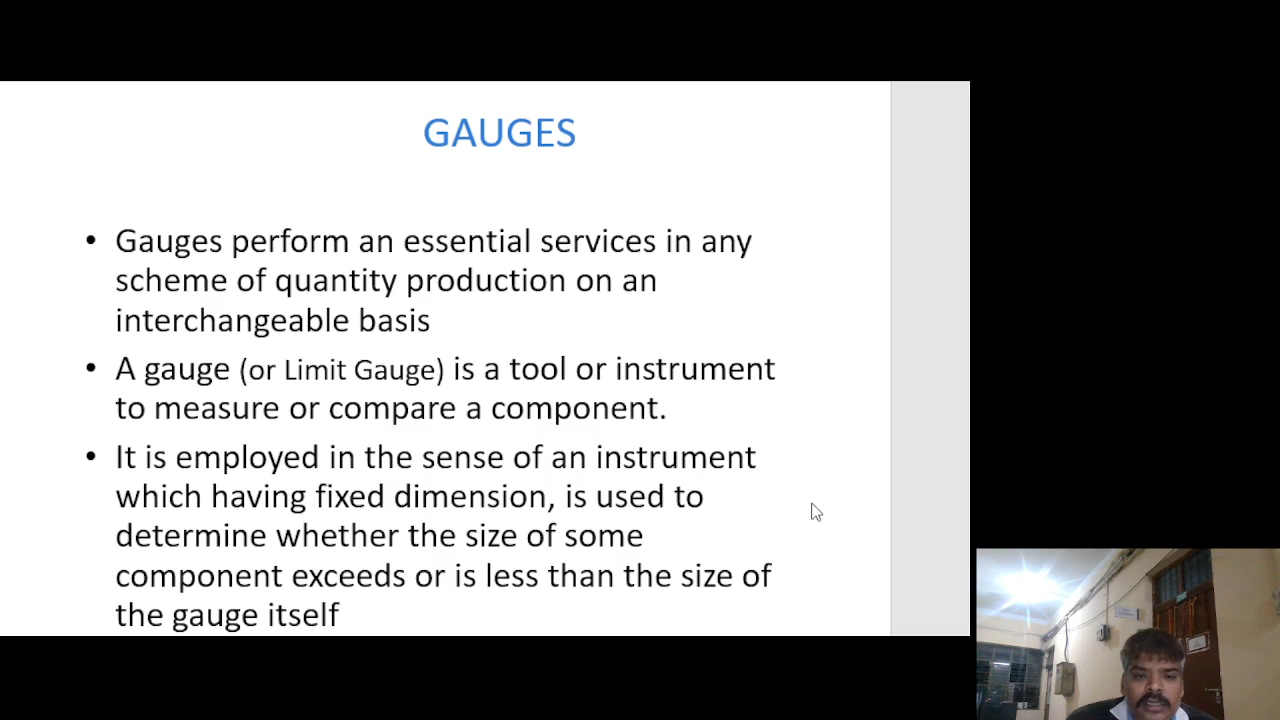 GAUGES
• Gauges perform an essential services in any
scheme of quantity production on an
interchangeable basis
• A gauge (or Limit Gauge) is a tool or instrument
to measure or compare a component.
• It is employed in the sense of an instrument
which having fixed dimension, is used to
determine whether the size of some
component exceeds or is less than the size of
the gauge itself